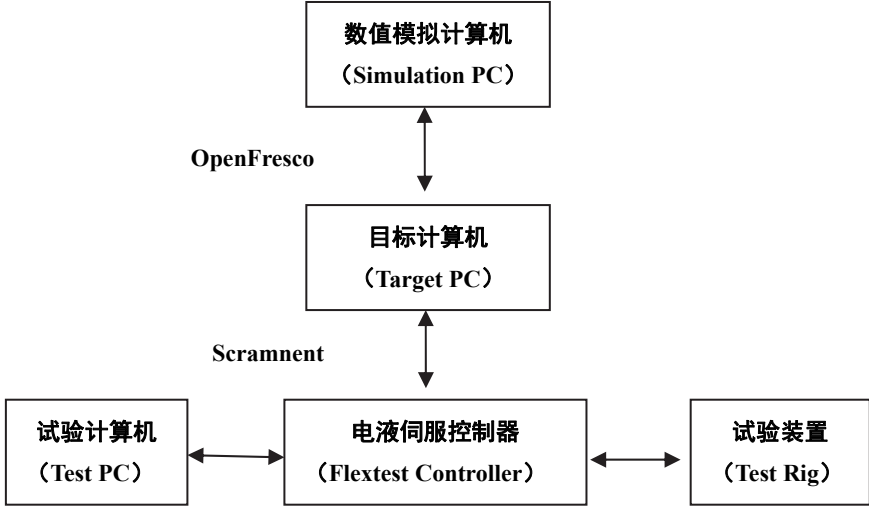 数值模拟计算机
（Simulation PC）
OpenFresco
目标计算机
（Target PC）
Scramnent
试验计算机
（Test PC）
电液伺服控制器
（Flextest Controller）
试验装置
（Test Rig）